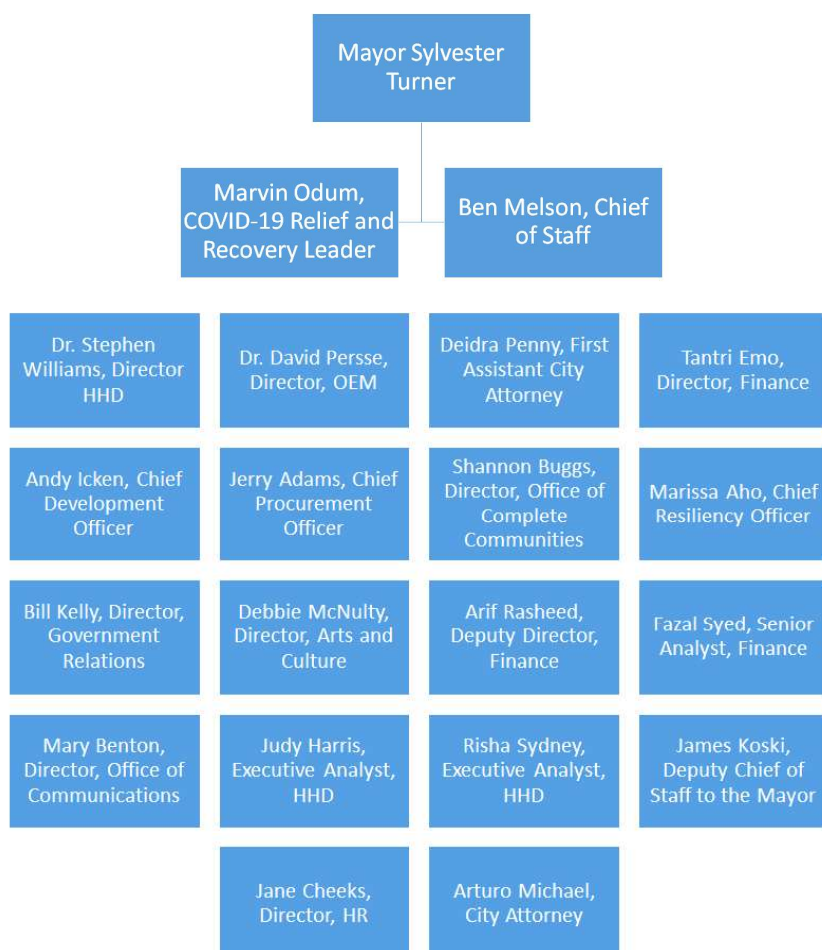 Mayor Sylvester
Turner
Marvin Odum,
COVID-19 Relief and
Recovery Leader
Ben Melson, Chief
of Staff
Dr. Stephen
Williams, Director
HHD
Dr. David Persse,
Director, OEM
Deidra Penny, First
Assistant City
Attorney
Tantri Emo,
Director, Finance
Andy Icken, Chief
Development
Officer
Jerry Adams, Chief
Procurement
Officer
Shannon Buggs,
Director, Office of
Complete
Communities
Marissa Aho, Chief
Resiliency Officer
Bill Kelly, Director,
Government
Relations
Debbie McNulty,
Director, Arts and
Culture
Arif Rasheed,
Deputy Director,
Finance
Fazal Syed, Senior
Analyst, Finance
Mary Benton,
Director, Office of
Communications
Judy Harris,
Executive Analyst,
HHD
Risha Sydney,
Executive Analyst,
HHD
James Koski,
Deputy Chief of
Staff to the Mayor
Jane Cheeks,
Director, HR
Arturo Michael,
City Attorney